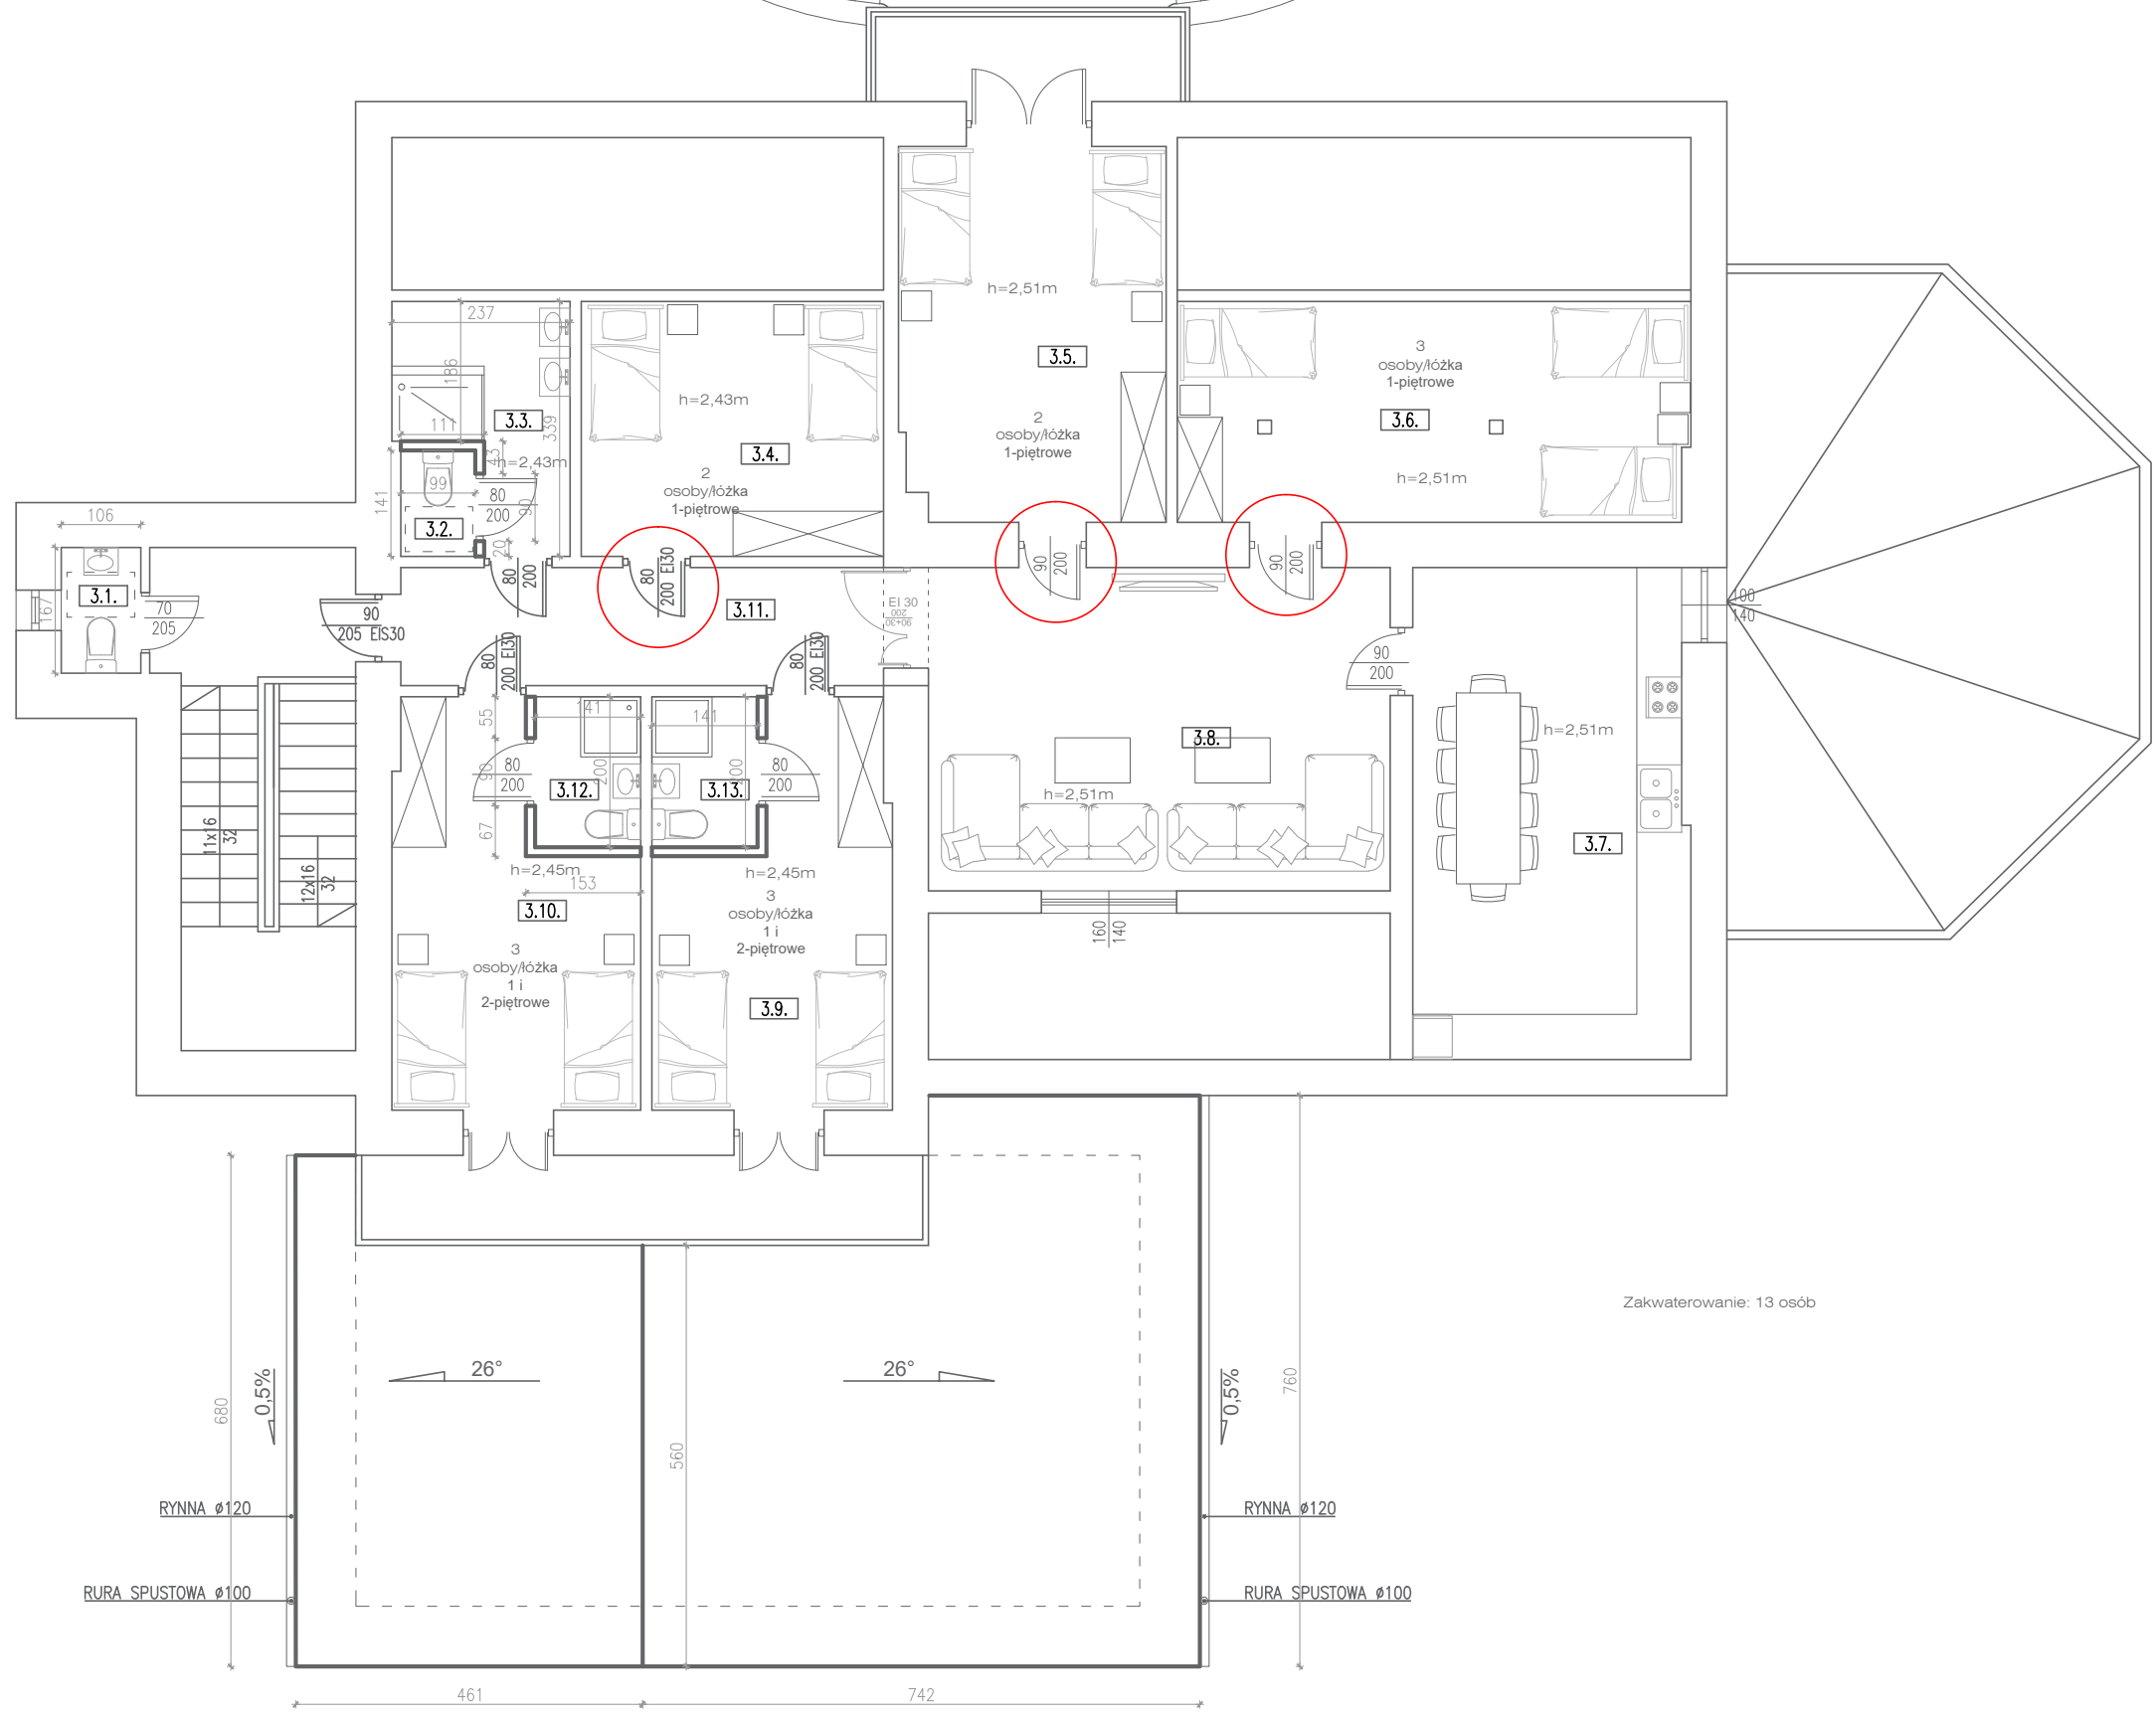 h=2,51m
237
186
3
osoby/łóżka
1-piętrowe
3.5.
h=2,43m
111
3.3.
339
3.6.
2
osoby/łóżka
1-piętrowe
43
h=2,43m
3.4.
h=2,51m
99
2
osoby/łóżka
1-piętrowe
141
80
200
90
106
3.2.
20
80
200
80
200 EI30
90
200
90
200
167
3.1.
70
205
90
205 EIS30
3.11.
EI 30
90+30
200
100
140
80
200 EI30
80
200 EI30
90
200
55
141
141
3.8.
h=2,51m
90
80
200
3.12.
200
3.13.
200
80
200
h=2,51m
11x16
32
67
3.7.
12x16
32
h=2,45m
153
h=2,45m
3
osoby/łóżka
1 i
2-piętrowe
3.10.
160
140
3
osoby/łóżka
1 i
2-piętrowe
3.9.
Zakwaterowanie: 13 osób
26°
26°
0,5%
0,5%
680
760
560
RYNNA ø120
RYNNA ø120
RURA SPUSTOWA ø100
RURA SPUSTOWA ø100
461
742